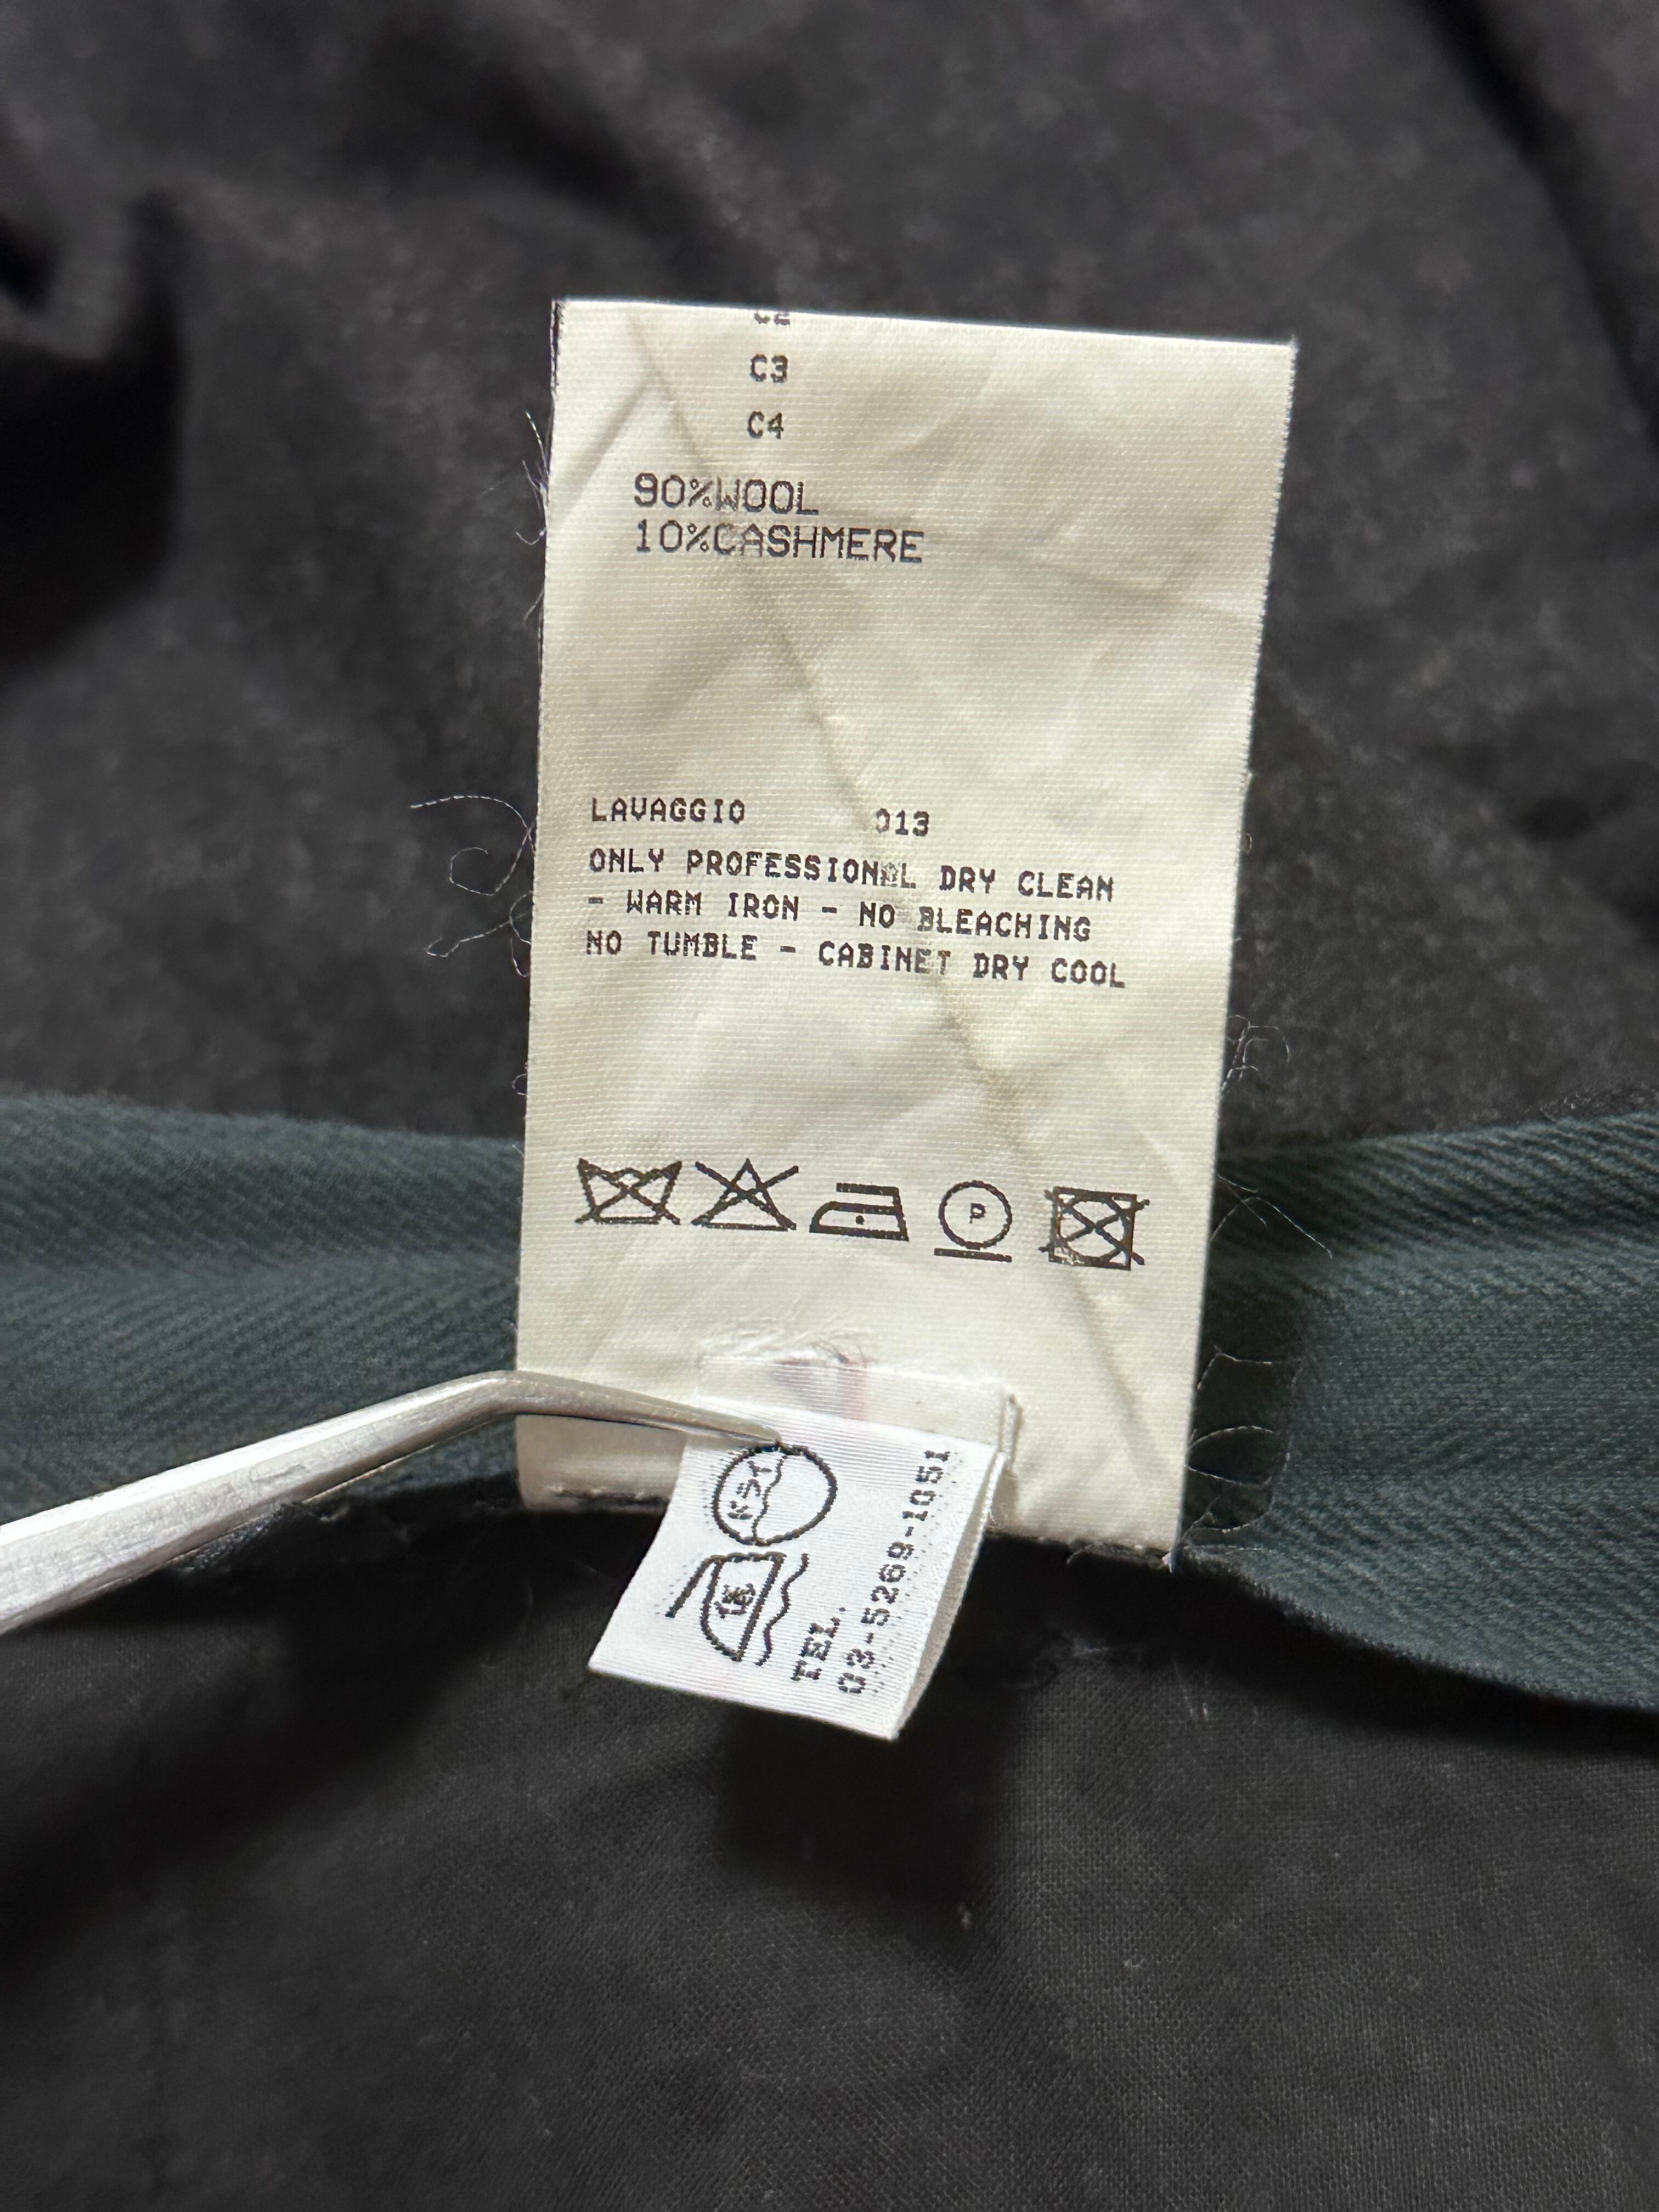 C3
C4
90%WOOL
10%CASHMERE
LAVAGGIO 013
ONLY PROFESSIONAL DRY CLEAN
- WARM IRON - NO BLEACHING
NO TUMBLE - CABINET DRY COOL
P
TEL.
03-5269-1051